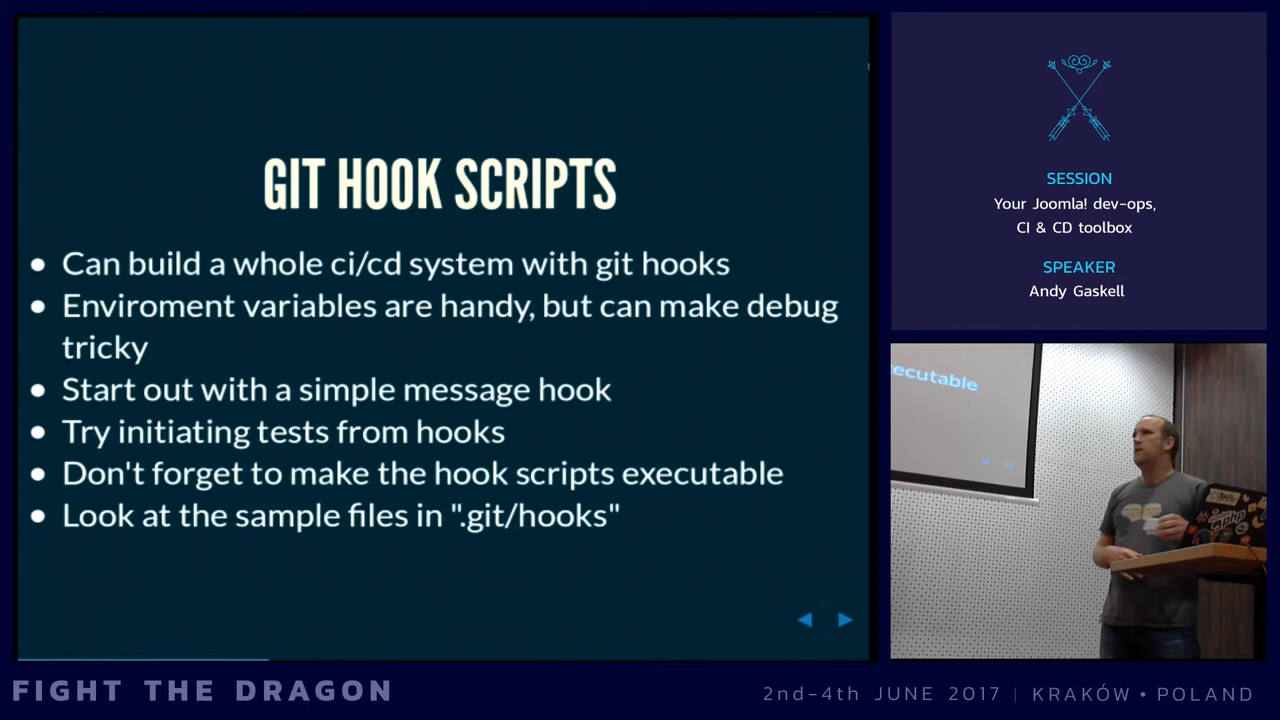 GIT HOOK SCRIPTS
Can build a whole ci/cd system with git hooks
Enviroment variables are handy, but can make debug
tricky
Start out with a simple message hook
Try initiating tests from hooks
Don't forget to make the hook scripts executable
Look at the sample files in ".git/hooks"
SESSION
Your Joomla! dev-ops,
CI & CD toolbox
SPEAKER
Andy Gaskell
ecutable
php
FIGHT THE DRAGON
2nd-4th JUNE 2017 | KRAKÓW • POLAND